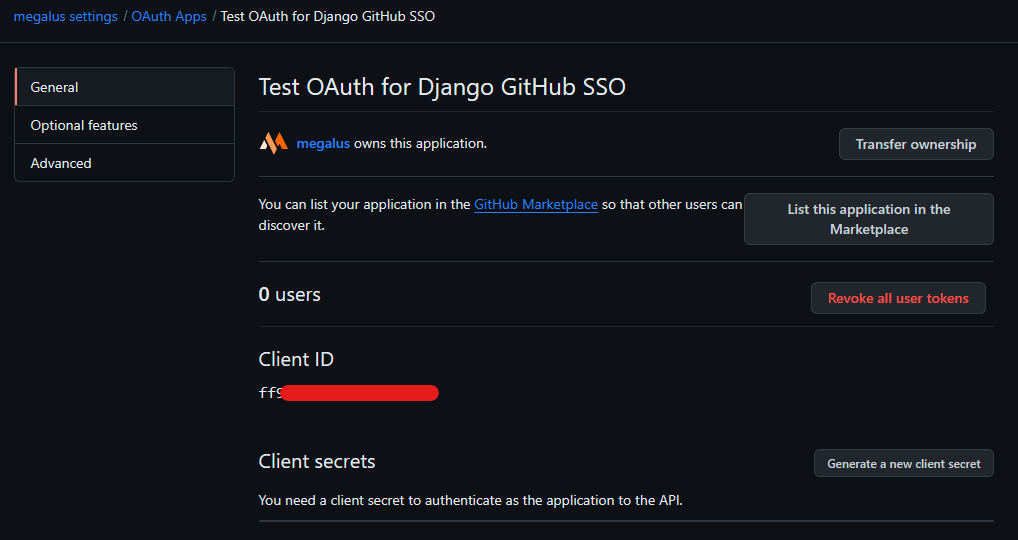 megalus settings / OAuth Apps / Test OAuth for Django GitHub SSO
General
Optional features
Advanced
Test OAuth for Django GitHub SSO
megalus owns this application.
Transfer ownership
You can list your application in the GitHub Marketplace so that other users can
discover it.
List this application in the
Marketplace
0 users
Revoke all user tokens
Client ID
ff9
Client secrets
Generate a new client secret
You need a client secret to authenticate as the application to the API.